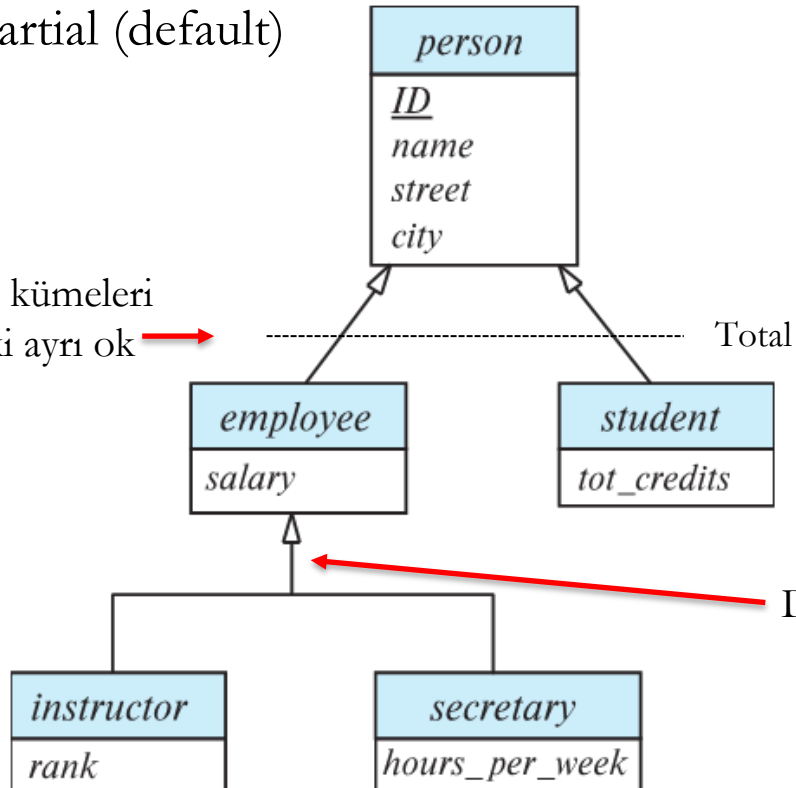 artial (default)
person
ID
name
street
city
kümeleri
ki ayrı ok
Total
employee
salary
student
tot_credits
instructor
rank
secretary
hours_per_week